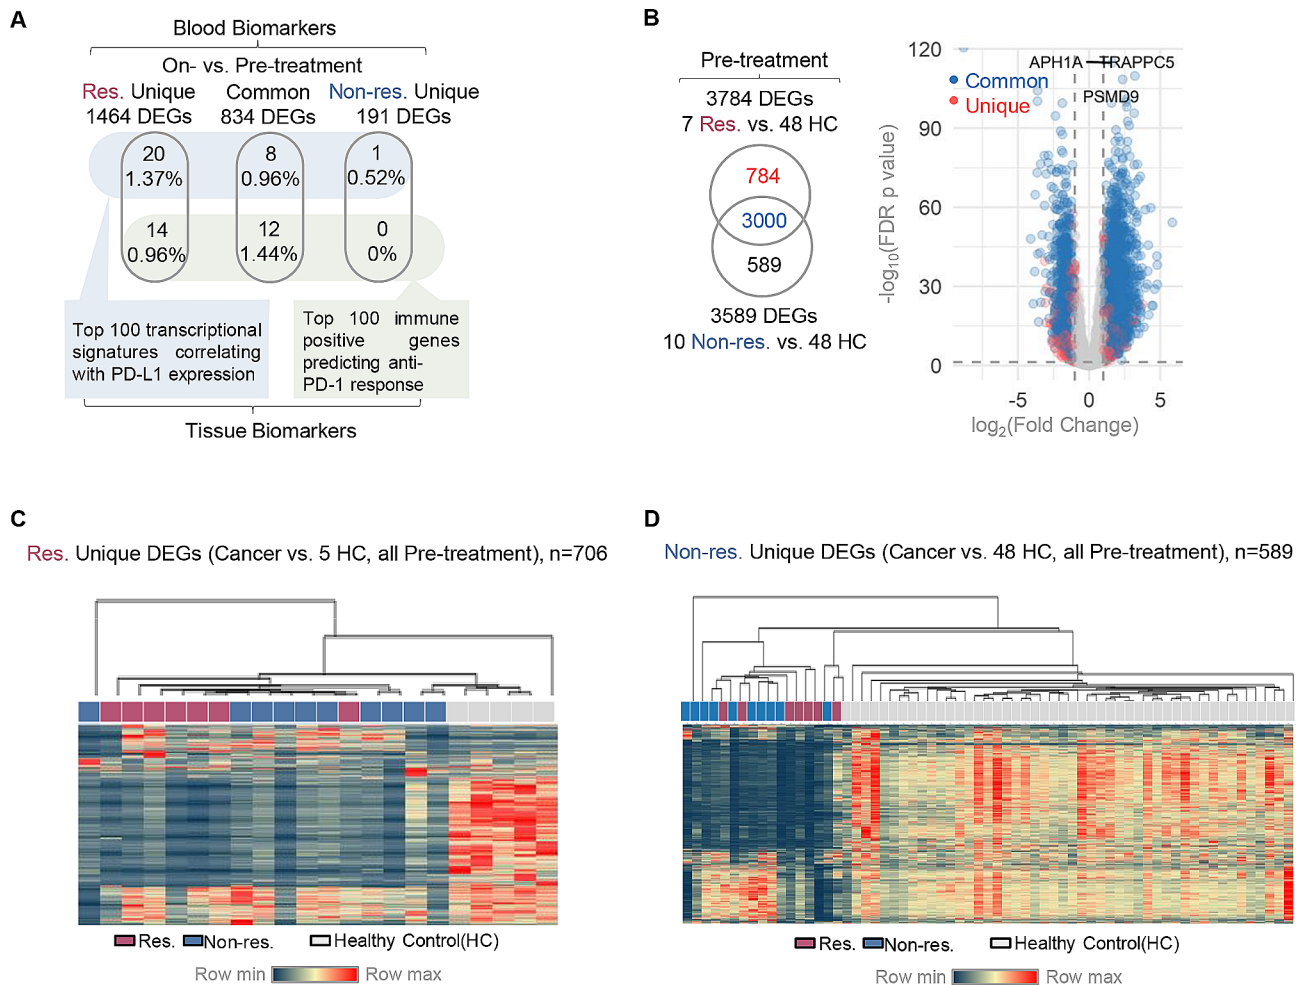 A
Blood Biomarkers
On- vs. Pre-treatment
Res. Unique
1464 DEGs
Common
834 DEGs
Non-res. Unique
191 DEGs
20
1.37%
8
0.96%
1
0.52%
14
0.96%
12
1.44%
0
0%
Top 100 transcriptional
signatures correlating
with PD-L1 expression
Top 100 immune
positive genes
predicting anti-
PD-1 response
Tissue Biomarkers
B
Pre-treatment
3784 DEGs
7 Res. vs. 48 HC
784
3000
589
3589 DEGs
10 Non-res. vs. 48 HC
120
90
60
30
0
-log10(FDR p value)
APH1A
TRAPPC5
PSMD9
Common
Unique
-5
0
5
log2(Fold Change)
C
Res. Unique DEGs (Cancer vs. 5 HC, all Pre-treatment), n=706
Res.
Non-res.
Healthy Control(HC)
Row min
Row max
D
Non-res. Unique DEGs (Cancer vs. 48 HC, all Pre-treatment), n=589
Res.
Non-res.
Healthy Control(HC)
Row min
Row max